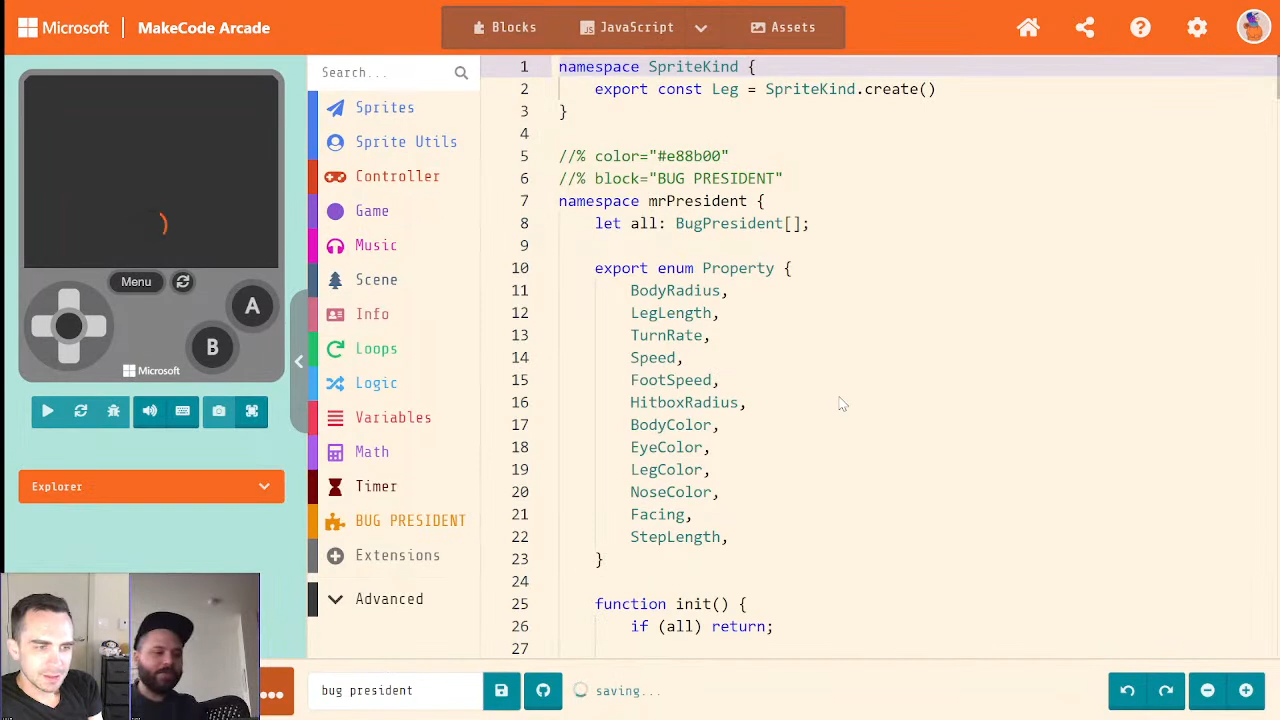 Microsoft
MakeCode Arcade
Blocks
JavaScript
Assets
Menu
A
B
Microsoft
Explorer
Search...
Sprites
Sprite Utils
Controller
Game
Music
Scene
Info
Loops
Logic
Variables
Math
Timer
BUG PRESIDENT
Extensions
Advanced
1 namespace SpriteKind {
2 export const Leg = SpriteKind.create()
3 }
4
5 //% color="#e88b00"
6 //% block="BUG PRESIDENT"
7 namespace mrPresident {
8 let all: BugPresident[];
9
10 export enum Property {
11 BodyRadius,
12 LegLength,
13 TurnRate,
14 Speed,
15 FootSpeed,
16 HitboxRadius,
17 BodyColor,
18 EyeColor,
19 LegColor,
20 NoseColor,
21 Facing,
22 StepLength,
23 }
24
25 function init() {
26 if (all) return;
27
bug president
saving...